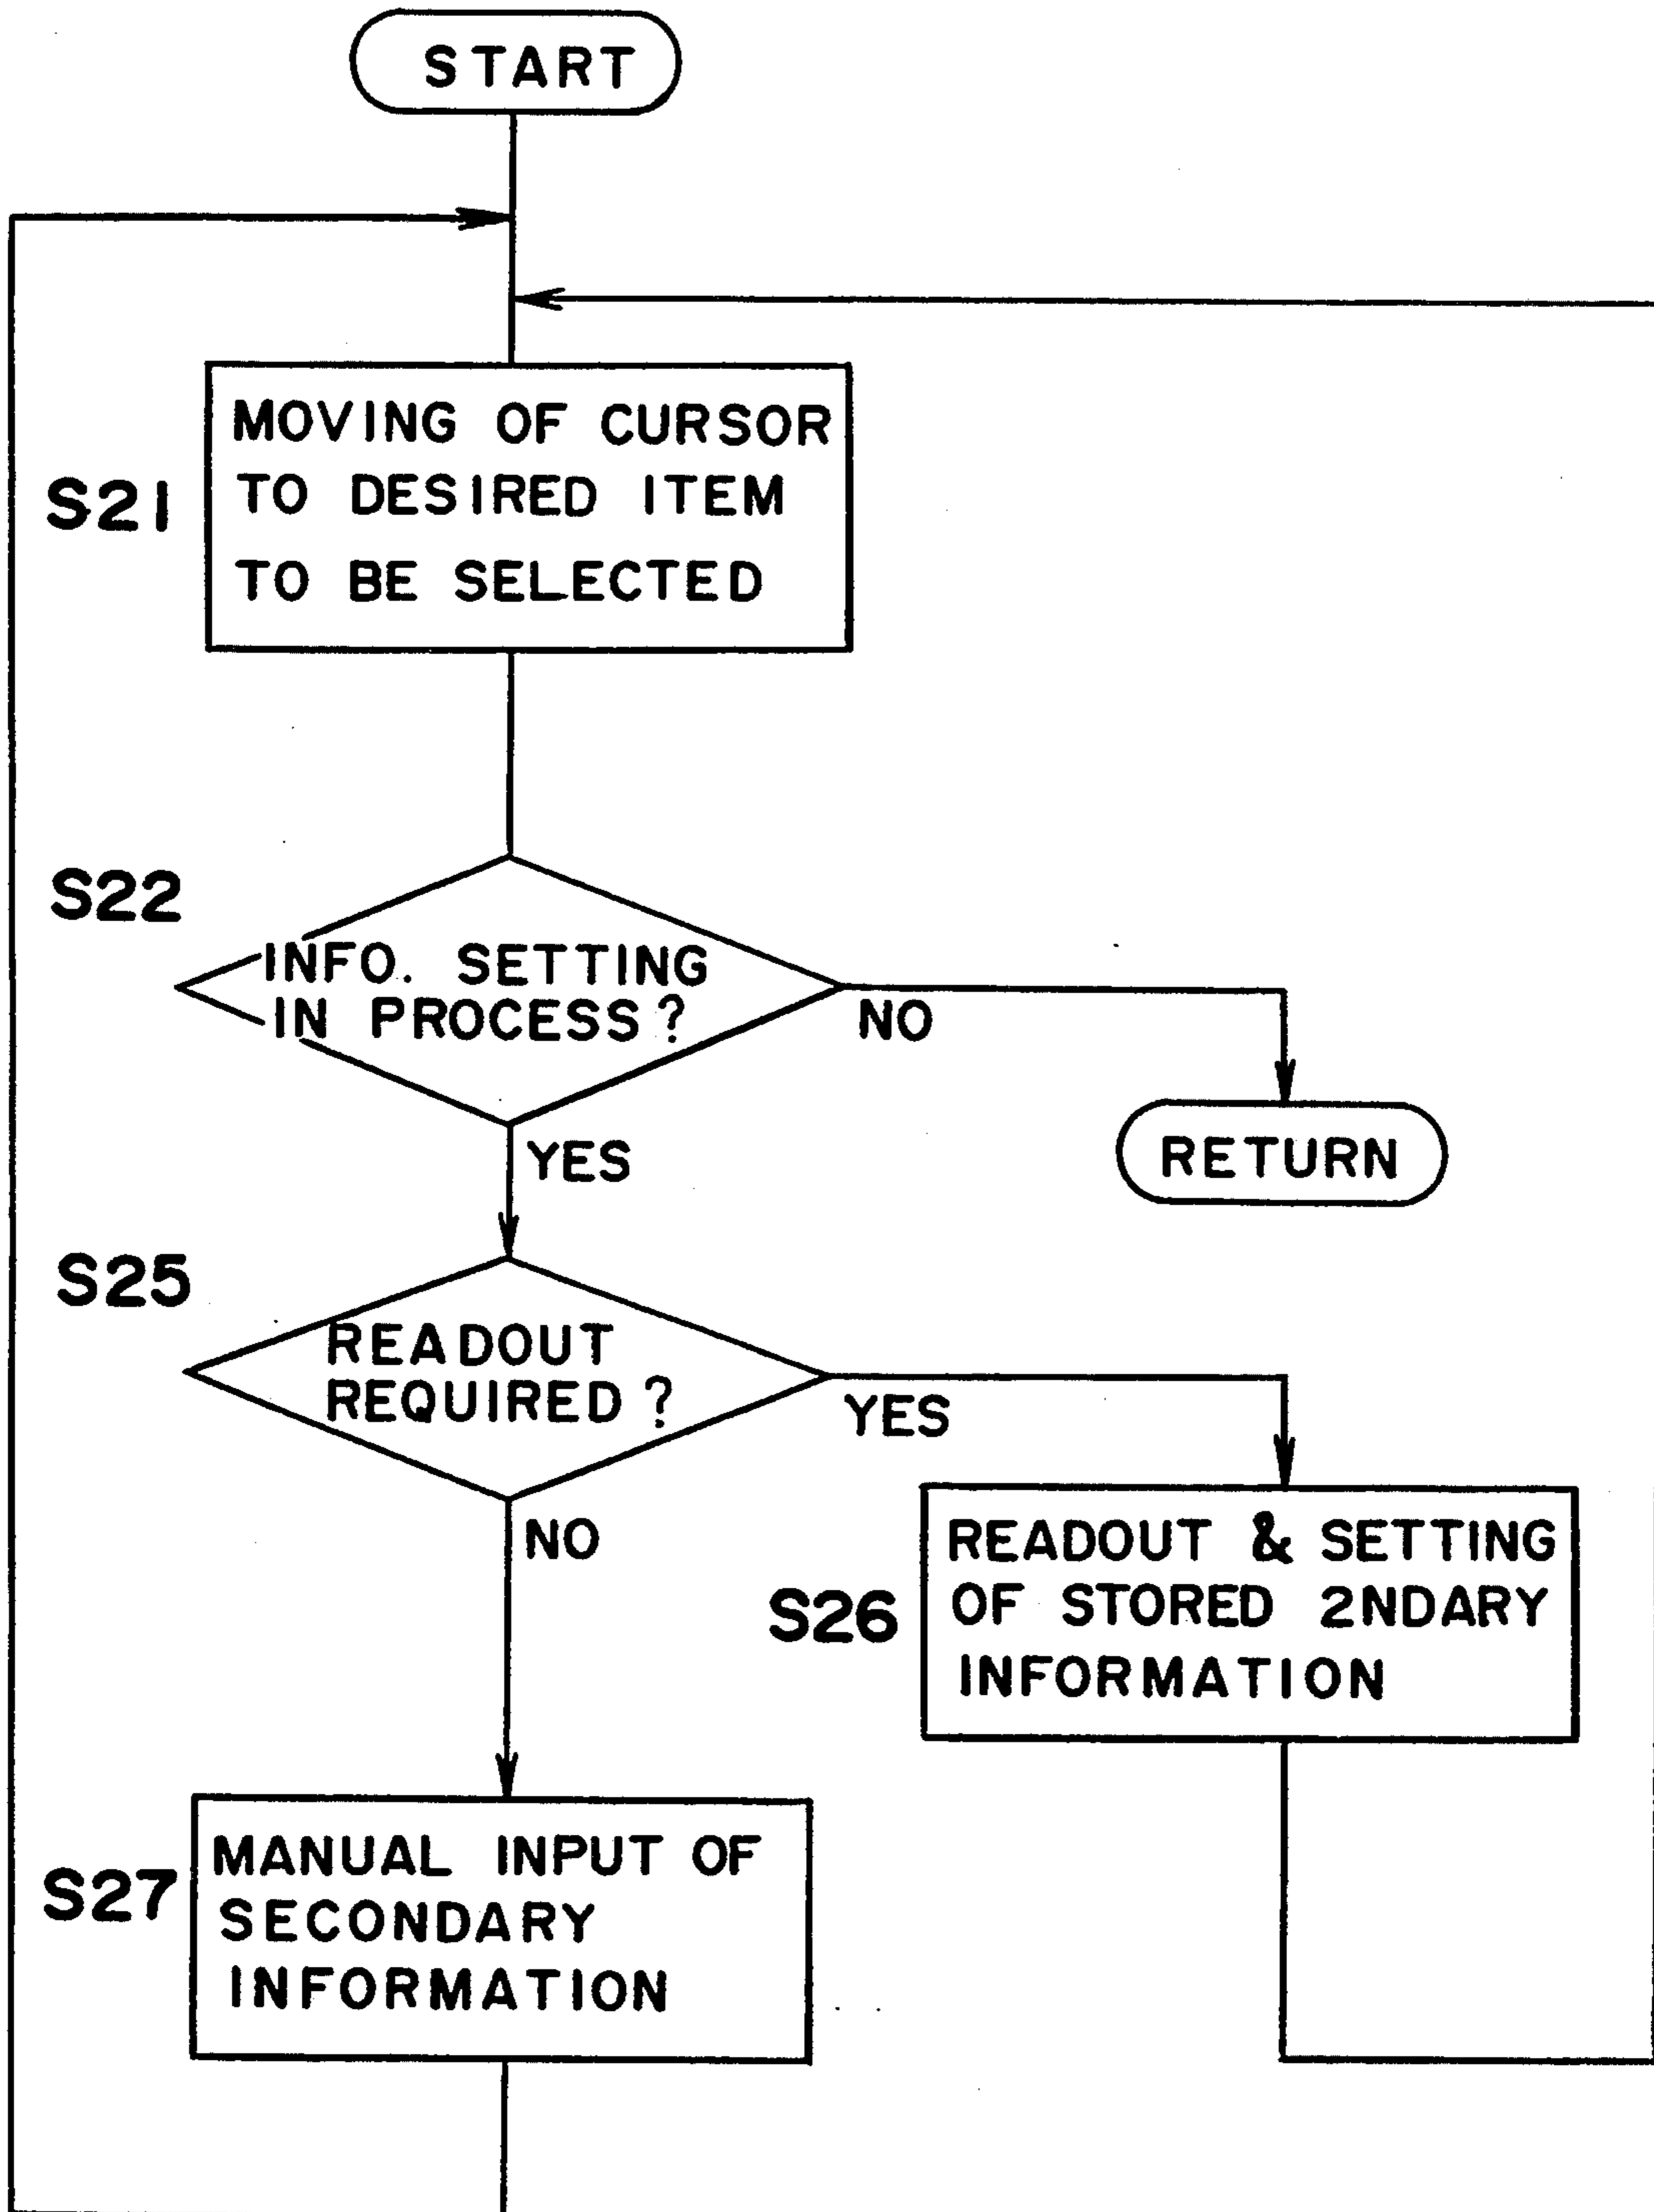 START
MOVING OF CURSOR
TO DESIRED ITEM
TO BE SELECTED
S21
S22
INFO. SETTING
IN PROCESS?
NO
YES
RETURN
S25
READOUT
REQUIRED?
YES
NO
READOUT & SETTING
OF STORED 2NDARY
INFORMATION
S26
MANUAL INPUT OF
SECONDARY
INFORMATION
S27